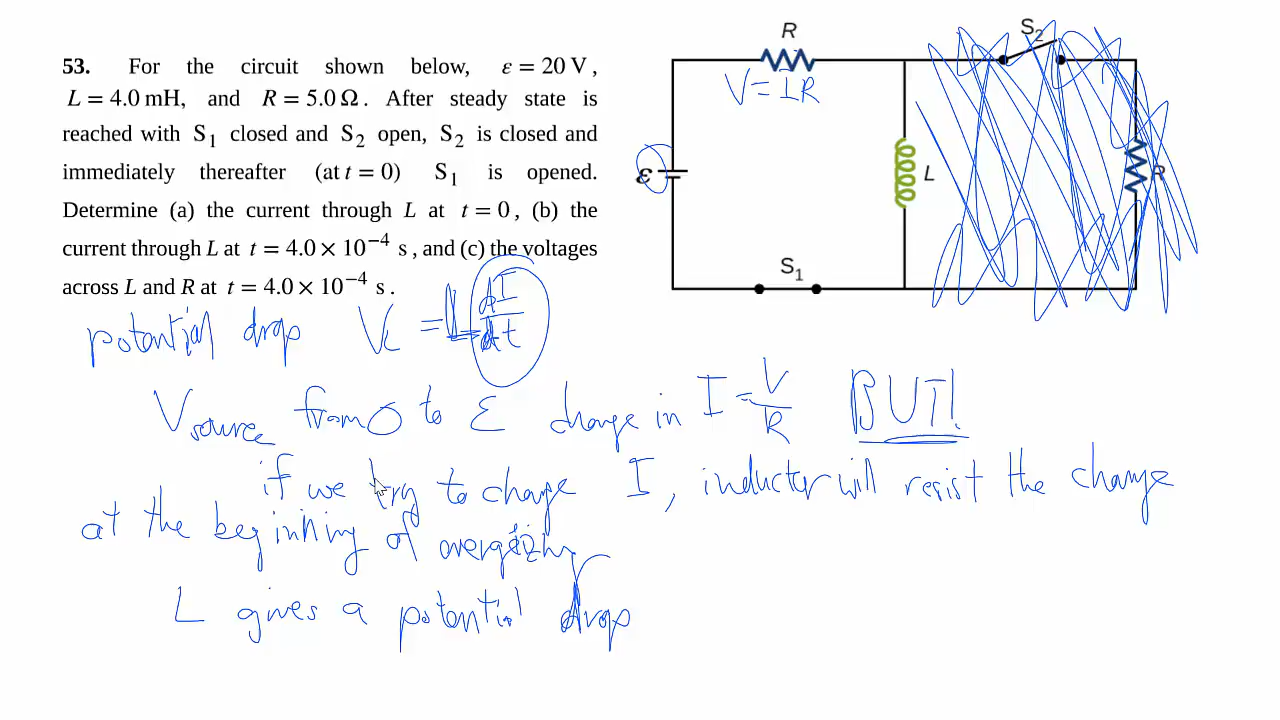 53. For the circuit shown below, ε = 20 V,
L = 4.0 mH, and R = 5.0 Ω. After steady state is
reached with S₁ closed and S₂ open, S₂ is closed and
immediately thereafter (at t = 0) S₁ is opened.
Determine (a) the current through L at t = 0, (b) the
current through L at t = 4.0 × 10⁻⁴ s, and (c) the voltages
across L and R at t = 4.0 × 10⁻⁴ s.
R
V = IR
S₂
ε
L
R
S₁
potential drop V_L = L dI/dt
V_source from 0 to ε change in I = V/R BUT!
if we try to change I, inductor will resist the change
at the beginning of
L gives a potential drop